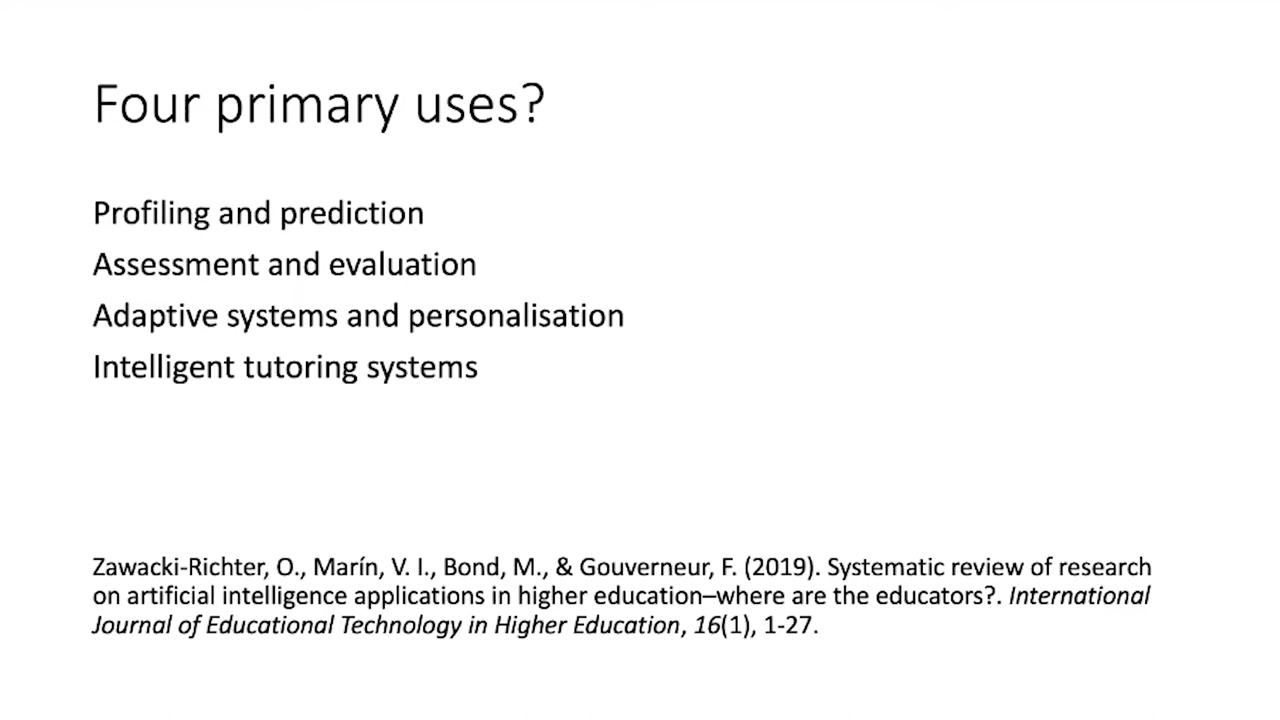 Four primary uses?
Profiling and prediction
Assessment and evaluation
Adaptive systems and personalisation
Intelligent tutoring systems
Zawacki-Richter, O., Marín, V. I., Bond, M., & Gouverneur, F. (2019). Systematic review of research
on artificial intelligence applications in higher education–where are the educators?. International
Journal of Educational Technology in Higher Education, 16(1), 1-27.